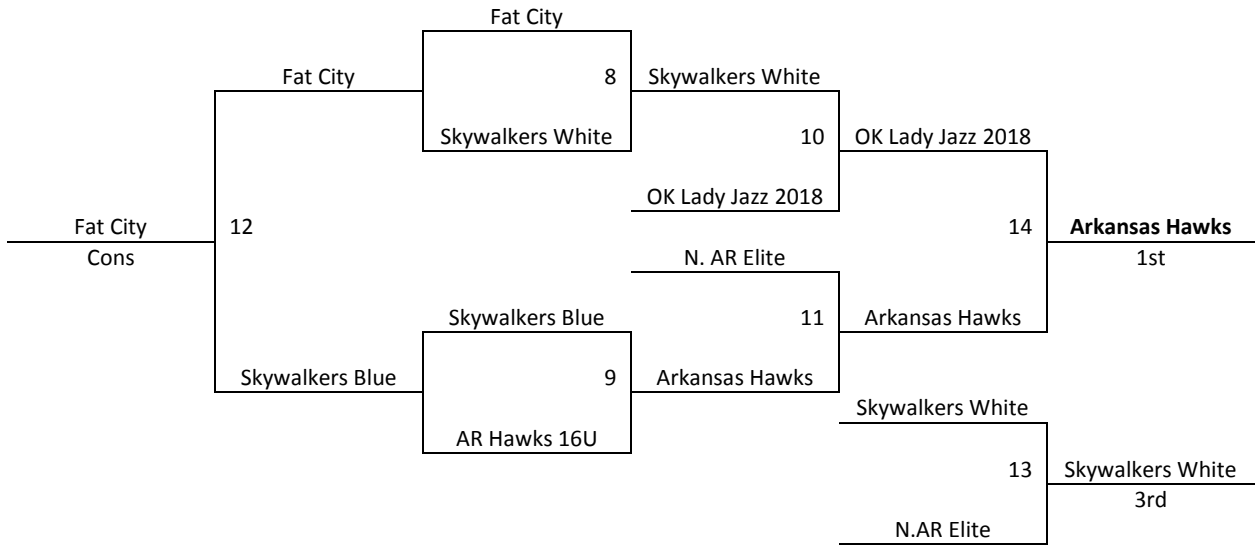 Fat City
Fat City
8
Skywalkers White
Skywalkers White
10
OK Lady Jazz 2018
OK Lady Jazz 2018
Fat City
12
14
Arkansas Hawks
Cons
N. AR Elite
1st
Skywalkers Blue
11
Arkansas Hawks
Skywalkers Blue
9
Arkansas Hawks
Skywalkers White
AR Hawks 16U
13
Skywalkers White
3rd
N.AR Elite